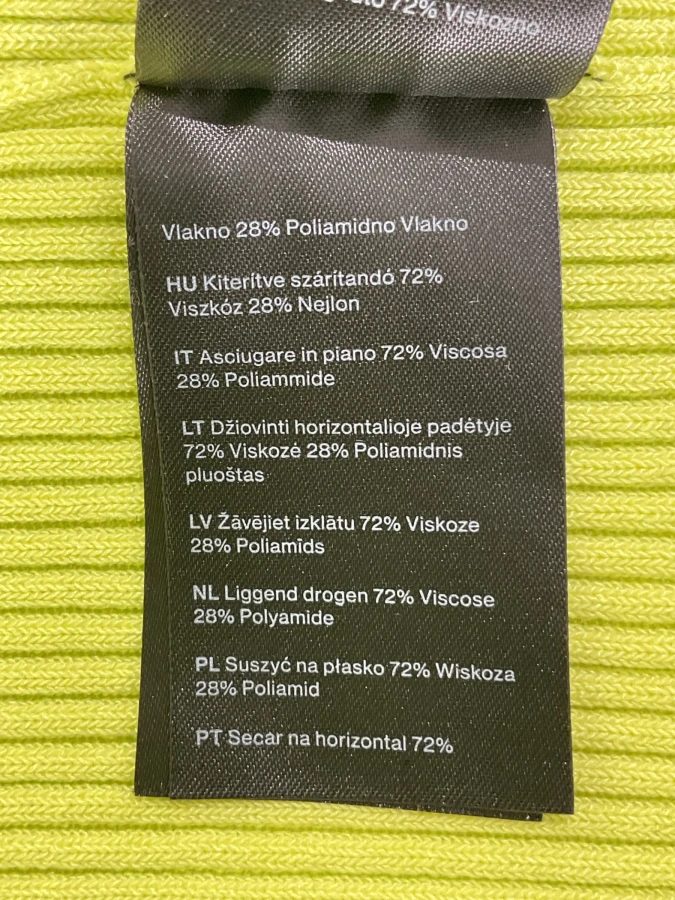 72% Viskozno
Vlakno 28% Poliamidno Vlakno
HU Kiterítve szárítandó 72%
Viszkóz 28% Nejlon
IT Asciugare in piano 72% Viscosa
28% Poliammide
LT Džiovinti horizontalioje padėtyje
72% Viskozė 28% Poliamidnis
pluoštas
LV Žāvējiet izklātu 72% Viskoze
28% Poliamīds
NL Liggend drogen 72% Viscose
28% Polyamide
PL Suszyć na płasko 72% Wiskoza
28% Poliamid
PT Secar na horizontal 72%